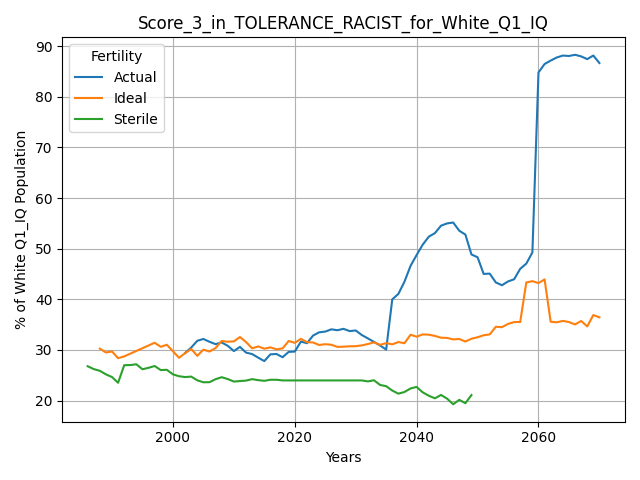 Score_3_in_TOLERANCE_RACIST_for_White_Q1_IQ
Fertility
Actual
Ideal
Sterile
% of White Q1_IQ Population
90
80
70
60
50
40
30
20
2000
2020
2040
2060
Years